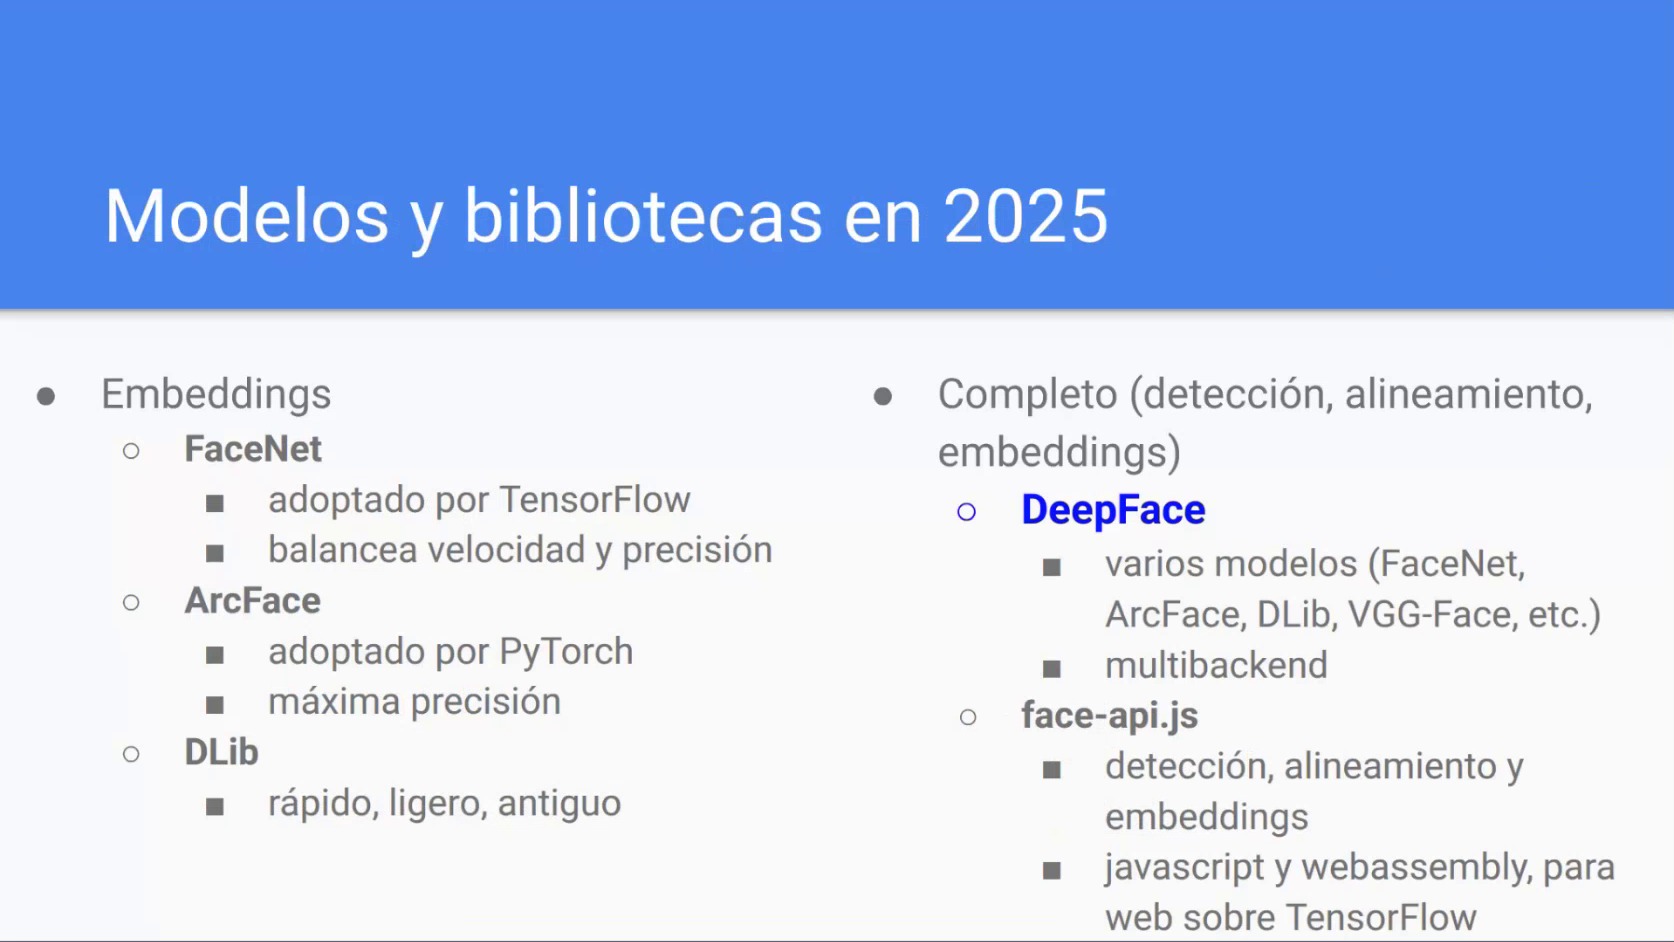 Modelos y bibliotecas en 2025
● Embeddings
○ FaceNet
■ adoptado por TensorFlow
■ balancea velocidad y precisión
○ ArcFace
■ adoptado por PyTorch
■ máxima precisión
○ DLib
■ rápido, ligero, antiguo
● Completo (detección, alineamiento,
embeddings)
○ DeepFace
■ varios modelos (FaceNet,
ArcFace, DLib, VGG-Face, etc.)
■ multibackend
○ face-api.js
■ detección, alineamiento y
embeddings
■ javascript y webassembly, para
web sobre TensorFlow